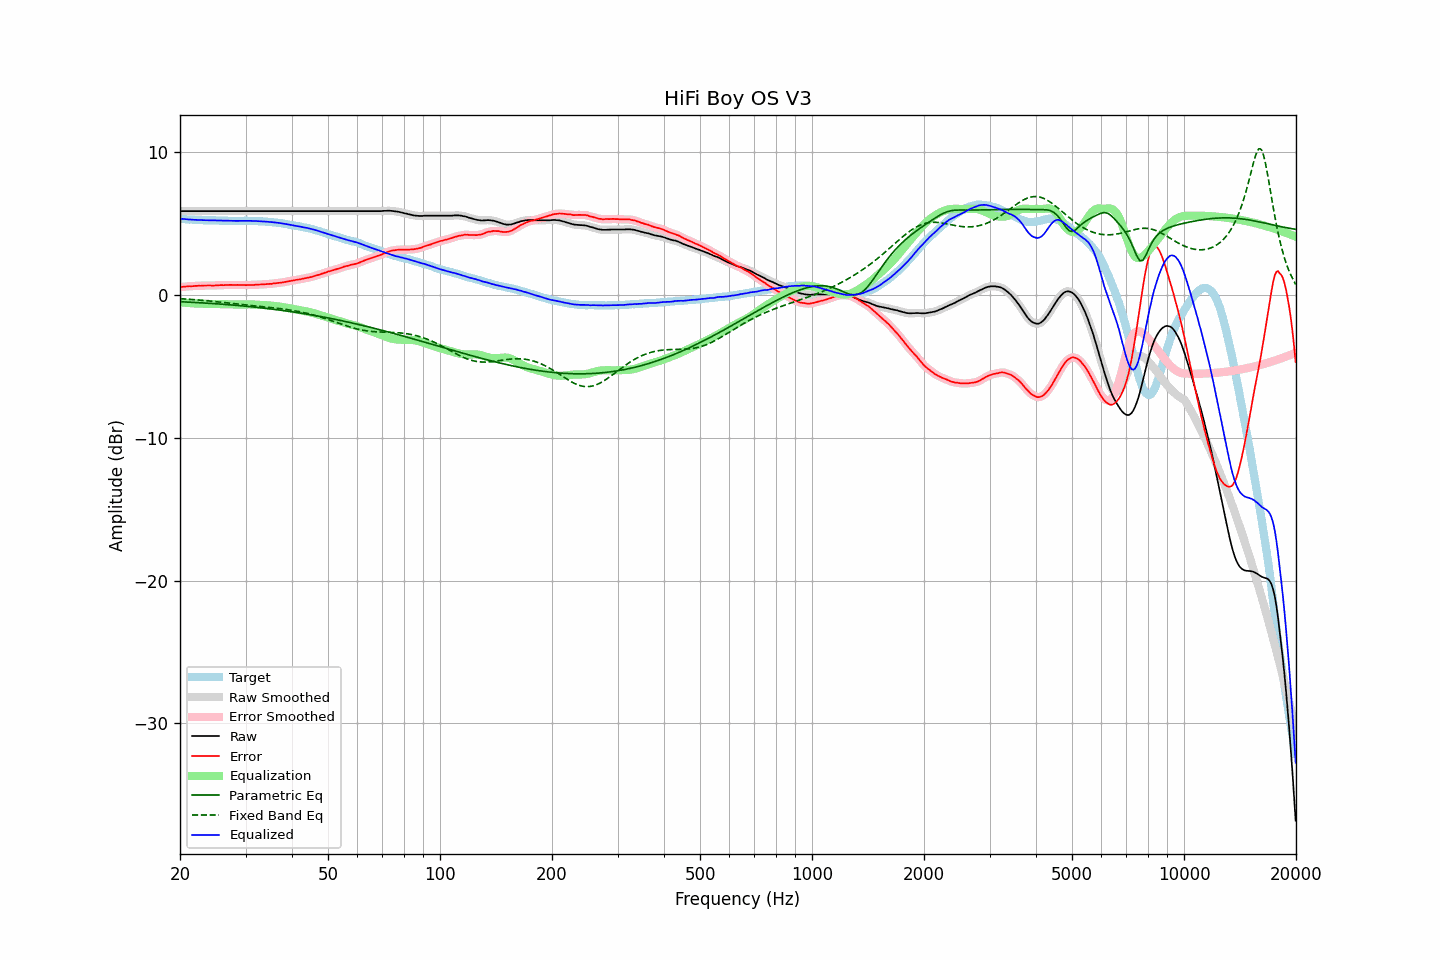 HiFi Boy OS V3
10
0
−10
−20
−30
Amplitude (dBr)
Target
Raw Smoothed
Error Smoothed
Raw
Error
Equalization
Parametric Eq
Fixed Band Eq
Equalized
20
50
100
200
500
1000
2000
5000
10000
20000
Frequency (Hz)